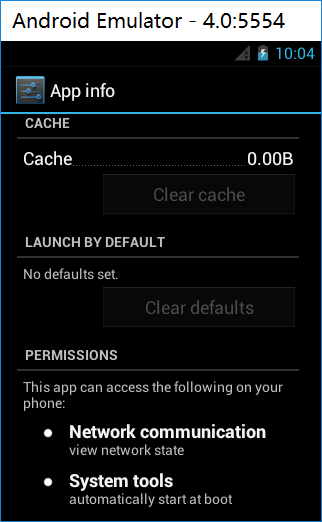 Android Emulator - 4.0:5554
10:04
App info
CACHE
Cache 0.00B
Clear cache
LAUNCH BY DEFAULT
No defaults set.
Clear defaults
PERMISSIONS
This app can access the following on your
phone:
Network communication
view network state
System tools
automatically start at boot